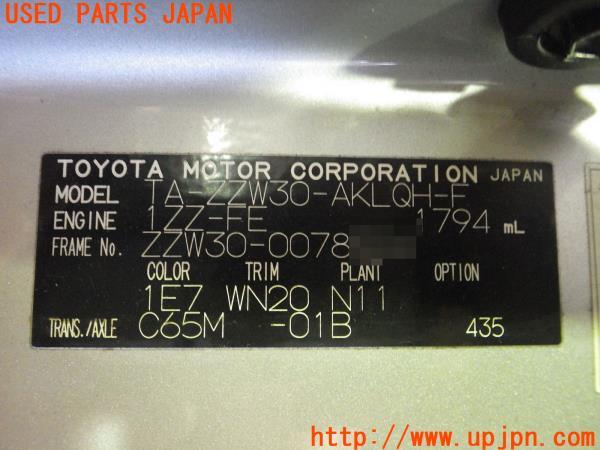 USED PARTS JAPAN
TOYOTA MOTOR CORPORATION JAPAN
MODEL TA-ZZW30-AKLQH-F
ENGINE 1ZZ-FE 1794 mL
FRAME No. ZZW30-0078
COLOR TRIM PLANT OPTION
1E7 WN20 N11
TRANS./AXLE C65M -01B 435
http://www.upjpn.com/